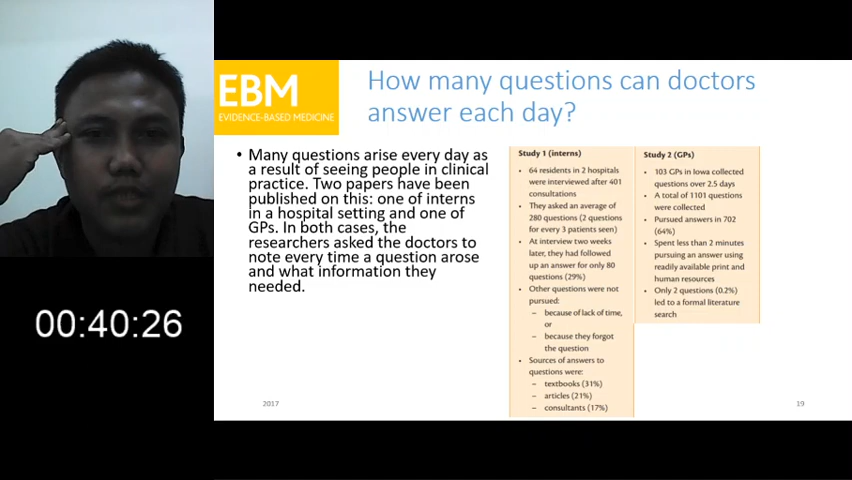 EBM
EVIDENCE-BASED MEDICINE
How many questions can doctors
answer each day?
• Many questions arise every day as
a result of seeing people in clinical
practice. Two papers have been
published on this: one of interns
in a hospital setting and one of
GPs. In both cases, the
researchers asked the doctors to
note every time a question arose
and what information they
needed.
Study 1 (interns)
• 64 residents in 2 hospitals
were interviewed after 401
consultations
• They asked an average of
280 questions (2 questions
for every 3 patients seen)
• At interview two weeks
later, they had followed
up an answer for only 80
questions (29%)
• Other questions were not
pursued:
– because of lack of time,
or
– because they forgot
the question
• Sources of answers to
questions were:
– textbooks (31%)
– articles (21%)
– consultants (17%)
Study 2 (GPs)
• 103 GPs in Iowa collected
questions over 2.5 days
• A total of 1101 questions
were collected
• Pursued answers in 702
(64%)
• Spent less than 2 minutes
pursuing an answer using
readily available print and
human resources
• Only 2 questions (0.2%)
led to a formal literature
search
00:40:26
2017
19